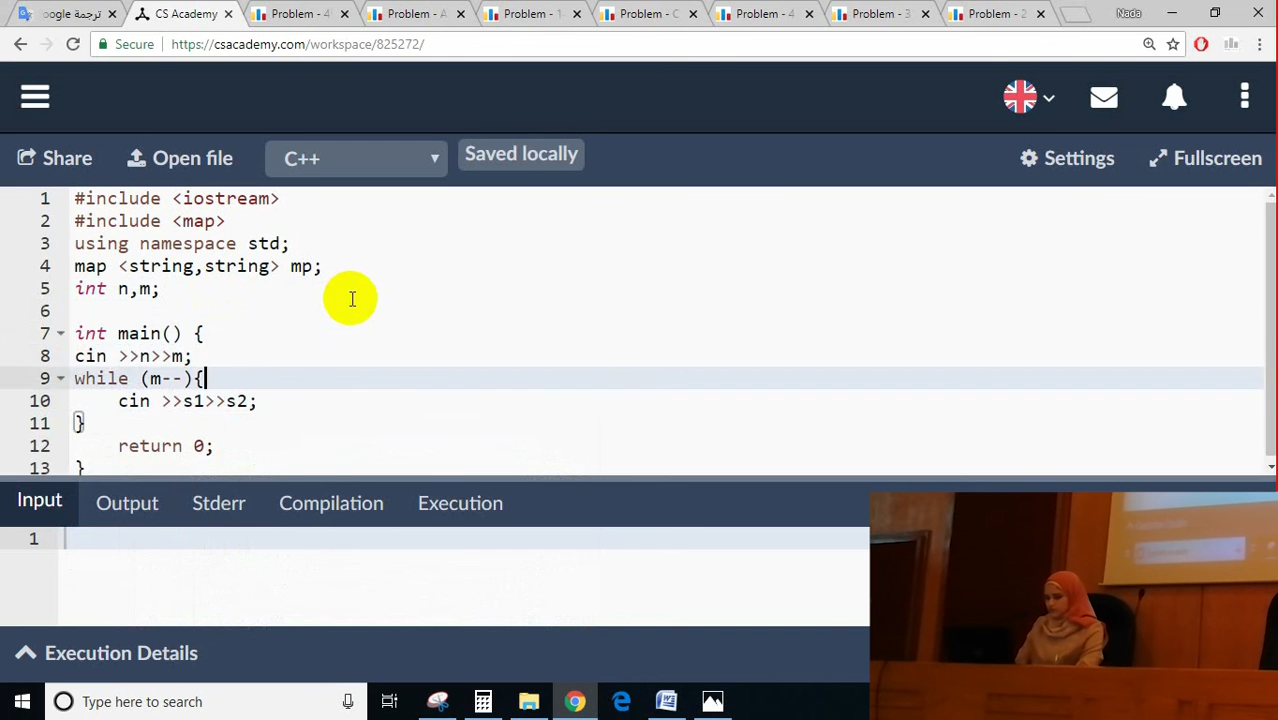 ترجمة Google
CS Academy
Problem - 4
Problem - A
Problem - 1
Problem - C
Problem - 4
Problem - 3
Problem - 2
Nada
Secure https://csacademy.com/workspace/825272/
Share
Open file
C++
Saved locally
Settings
Fullscreen
1 #include <iostream>
2 #include <map>
3 using namespace std;
4 map <string,string> mp;
5 int n,m;
6
7 int main() {
8 cin >>n>>m;
9 while (m--){
10 cin >>s1>>s2;
11 }
12 return 0;
13 }
Input Output Stderr Compilation Execution
1
Execution Details
Type here to search